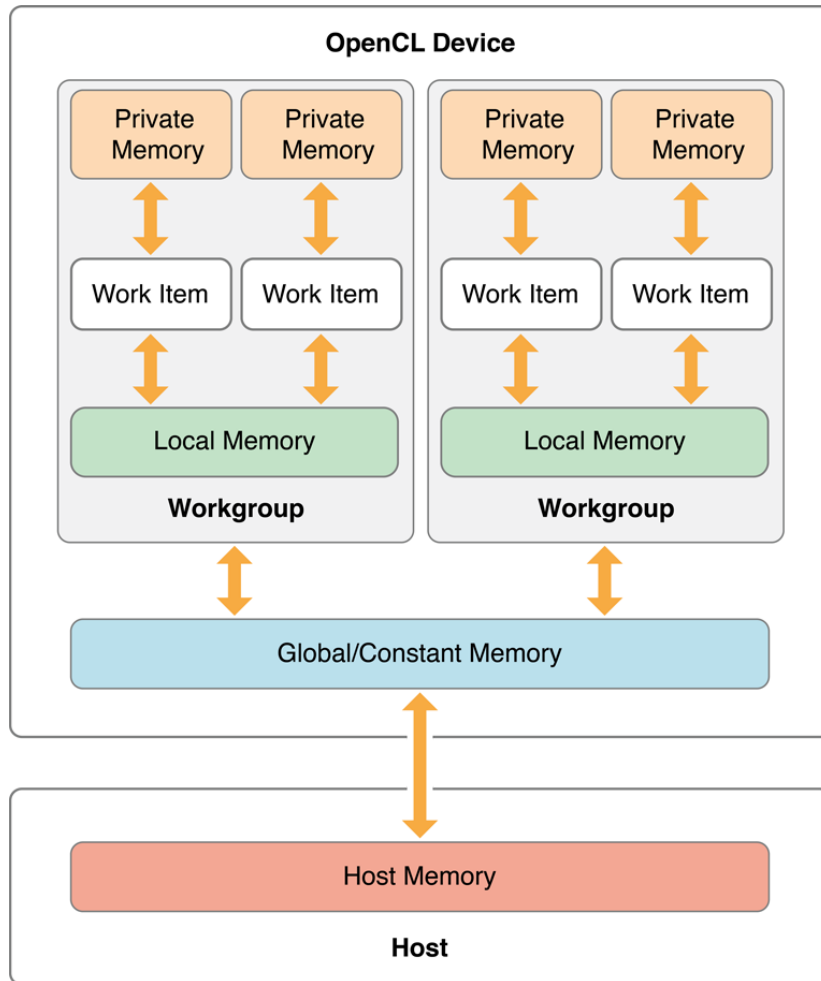 OpenCL Device
Private
Memory
Private
Memory
Private
Memory
Private
Memory
Work Item
Work Item
Work Item
Work Item
Local Memory
Local Memory
Workgroup
Workgroup
Global/Constant Memory
Host Memory
Host